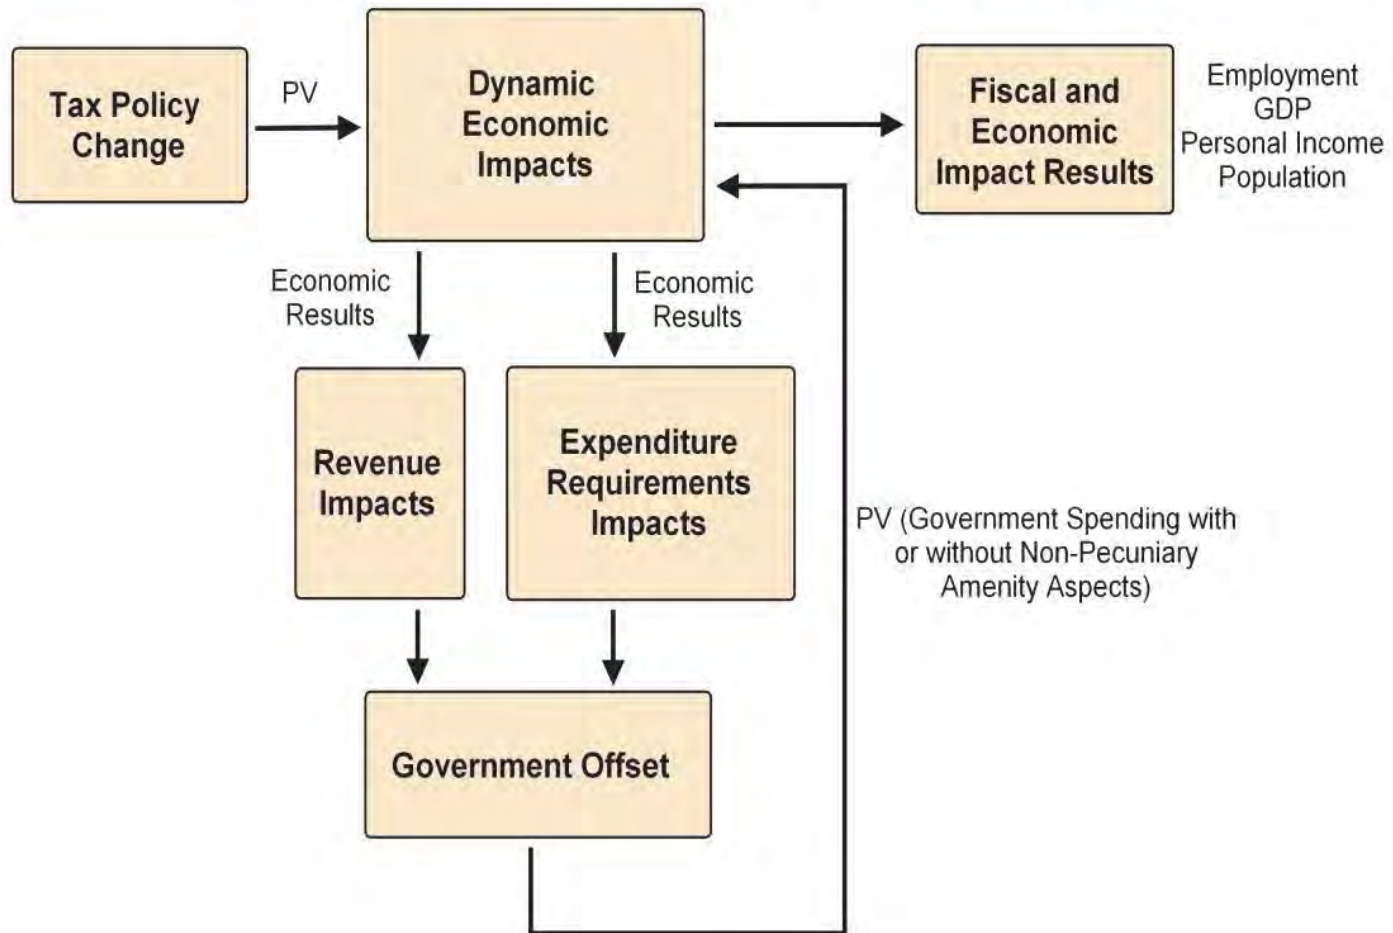 Tax Policy
Change
PV
Dynamic
Economic
Impacts
Fiscal and
Economic
Impact Results
Employment
GDP
Personal Income
Population
Economic
Results
Economic
Results
Revenue
Impacts
Expenditure
Requirements
Impacts
PV (Government Spending with
or without Non-Pecuniary
Amenity Aspects)
Government Offset